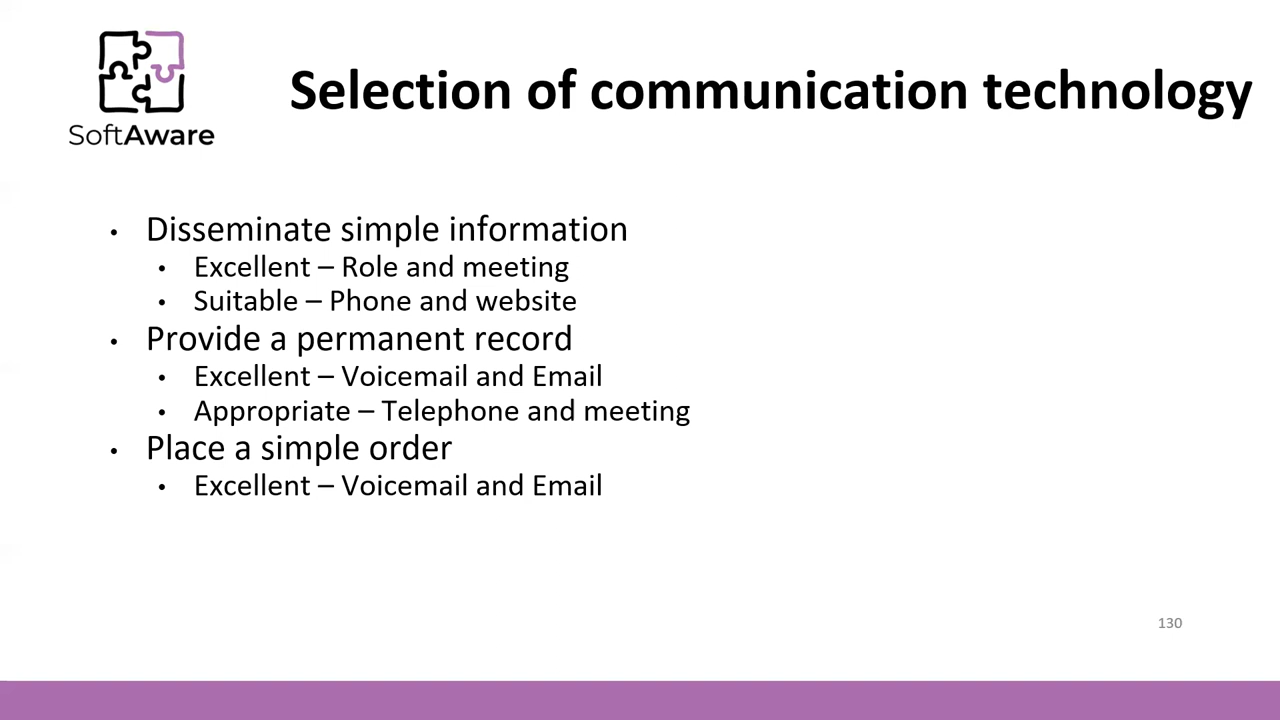 SoftAware
Selection of communication technology
• Disseminate simple information
• Excellent – Role and meeting
• Suitable – Phone and website
• Provide a permanent record
• Excellent – Voicemail and Email
• Appropriate – Telephone and meeting
• Place a simple order
• Excellent – Voicemail and Email
130